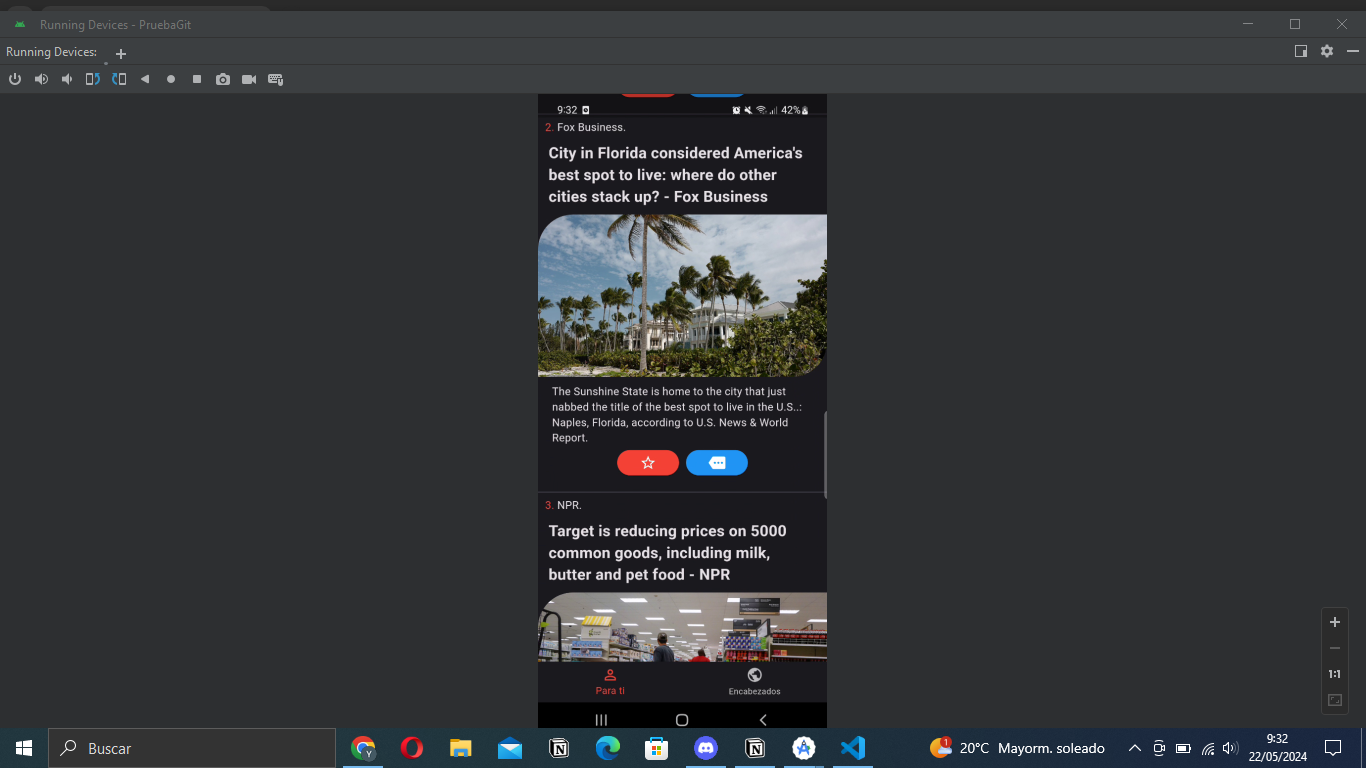 Running Devices - PruebaGit
Running Devices:
9:32
42%
2. Fox Business.
City in Florida considered America's
best spot to live: where do other
cities stack up? - Fox Business
The Sunshine State is home to the city that just
nabbed the title of the best spot to live in the U.S..:
Naples, Florida, according to U.S. News & World
Report.
3. NPR.
Target is reducing prices on 5000
common goods, including milk,
butter and pet food - NPR
Para ti
Encabezados
1:1
Buscar
1
20°C Mayorm. soleado
9:32
22/05/2024